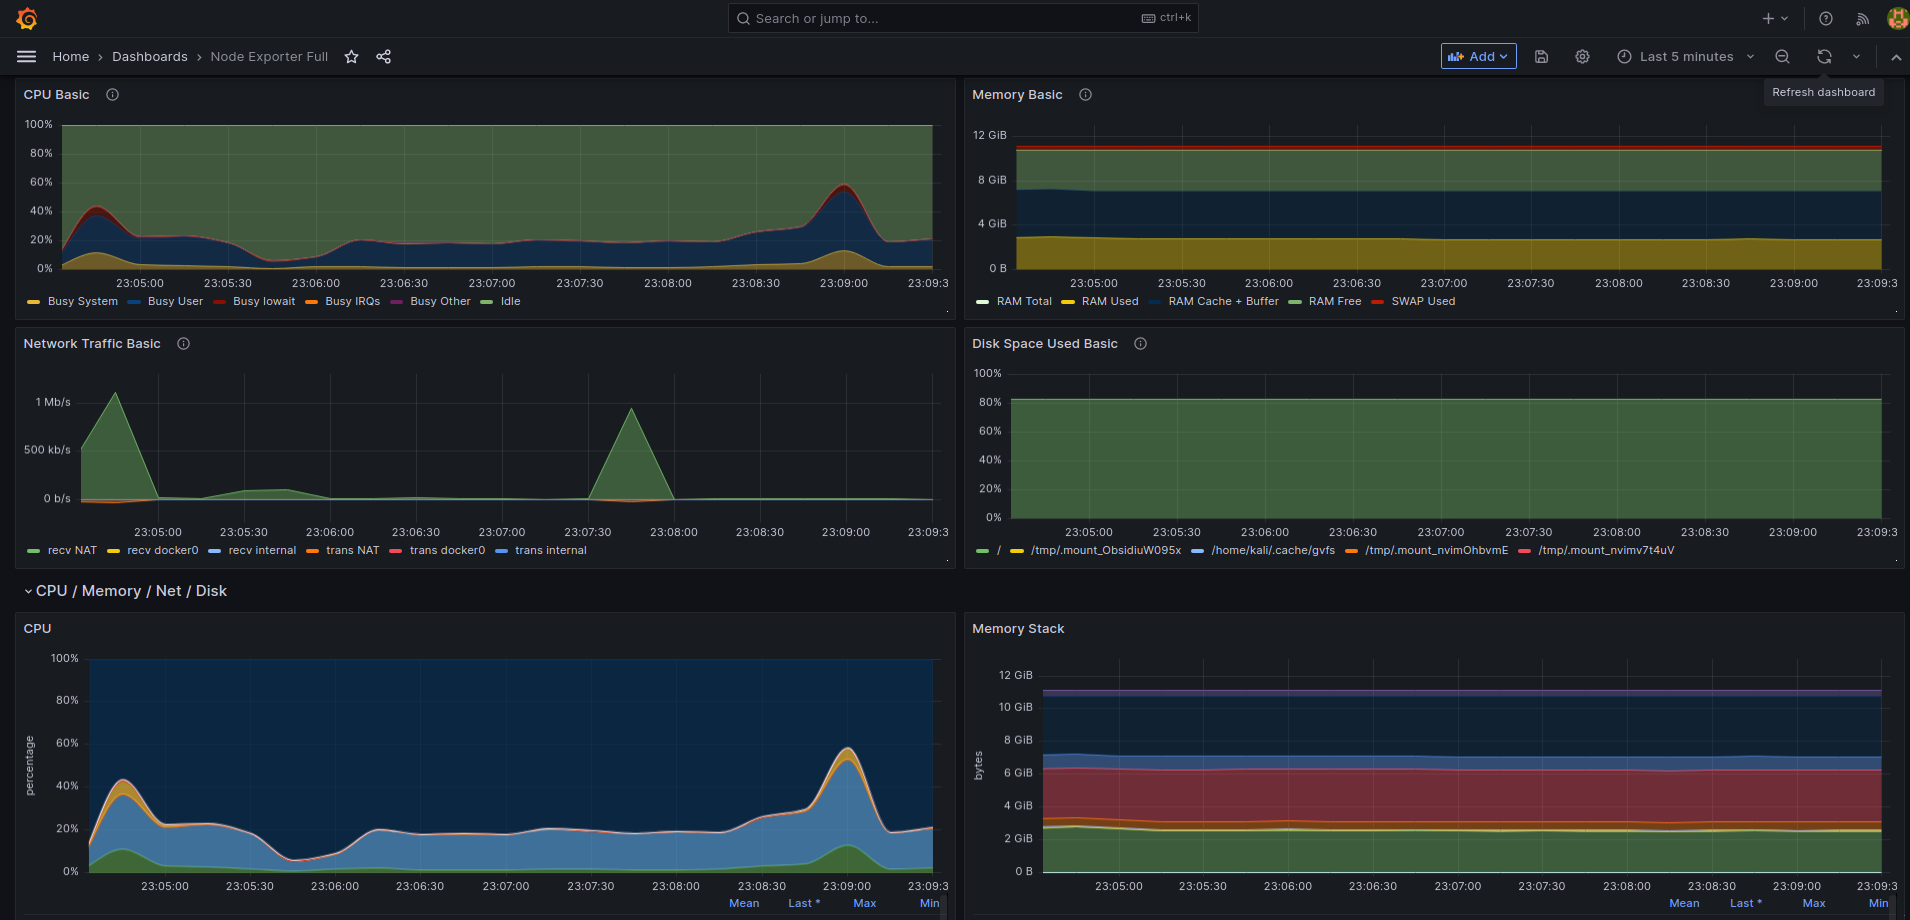 Search or jump to...
ctrl+k
Home › Dashboards › Node Exporter Full
Add
Last 5 minutes
Refresh dashboard
CPU Basic
100%
80%
60%
40%
20%
0%
23:05:00 23:05:30 23:06:00 23:06:30 23:07:00 23:07:30 23:08:00 23:08:30 23:09:00 23:09:3
Busy System Busy User Busy Iowait Busy IRQs Busy Other Idle
Memory Basic
12 GiB
8 GiB
4 GiB
0 B
23:05:00 23:05:30 23:06:00 23:06:30 23:07:00 23:07:30 23:08:00 23:08:30 23:09:00 23:09:3
RAM Total RAM Used RAM Cache + Buffer RAM Free SWAP Used
Network Traffic Basic
1 Mb/s
500 kb/s
0 b/s
23:05:00 23:05:30 23:06:00 23:06:30 23:07:00 23:07:30 23:08:00 23:08:30 23:09:00 23:09:3
recv NAT recv docker0 recv internal trans NAT trans docker0 trans internal
Disk Space Used Basic
100%
80%
60%
40%
20%
0%
23:05:00 23:05:30 23:06:00 23:06:30 23:07:00 23:07:30 23:08:00 23:08:30 23:09:00 23:09:3
/ /tmp/.mount_ObsidiuW095x /home/kali/.cache/gvfs /tmp/.mount_nvimOhbvmE /tmp/.mount_nvimv7t4uV
CPU / Memory / Net / Disk
CPU
percentage
100%
80%
60%
40%
20%
0%
23:05:00 23:05:30 23:06:00 23:06:30 23:07:00 23:07:30 23:08:00 23:08:30 23:09:00 23:09:3
Mean Last * Max Min
Memory Stack
bytes
12 GiB
10 GiB
8 GiB
6 GiB
4 GiB
2 GiB
0 B
23:05:00 23:05:30 23:06:00 23:06:30 23:07:00 23:07:30 23:08:00 23:08:30 23:09:00 23:09:3
Mean Last * Max Min